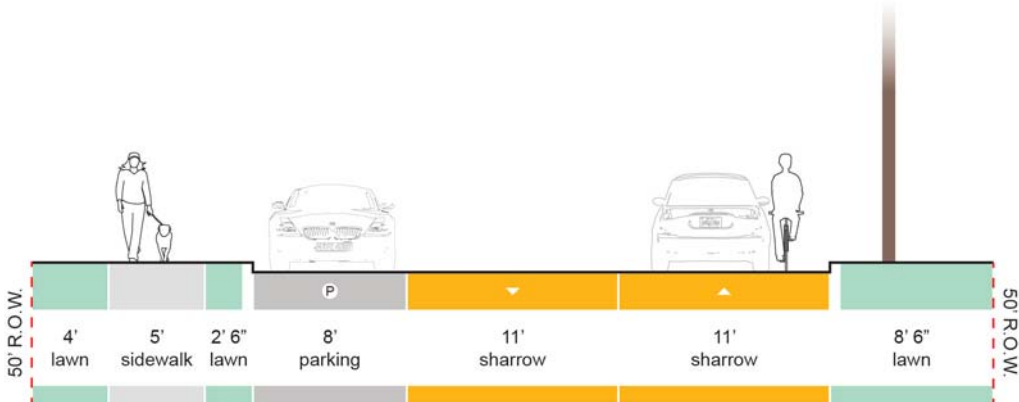 P
50’ R.O.W.
4’
lawn
5’
sidewalk
2’ 6”
lawn
8’
parking
11’
sharrow
11’
sharrow
8’ 6”
lawn
50’ R.O.W.